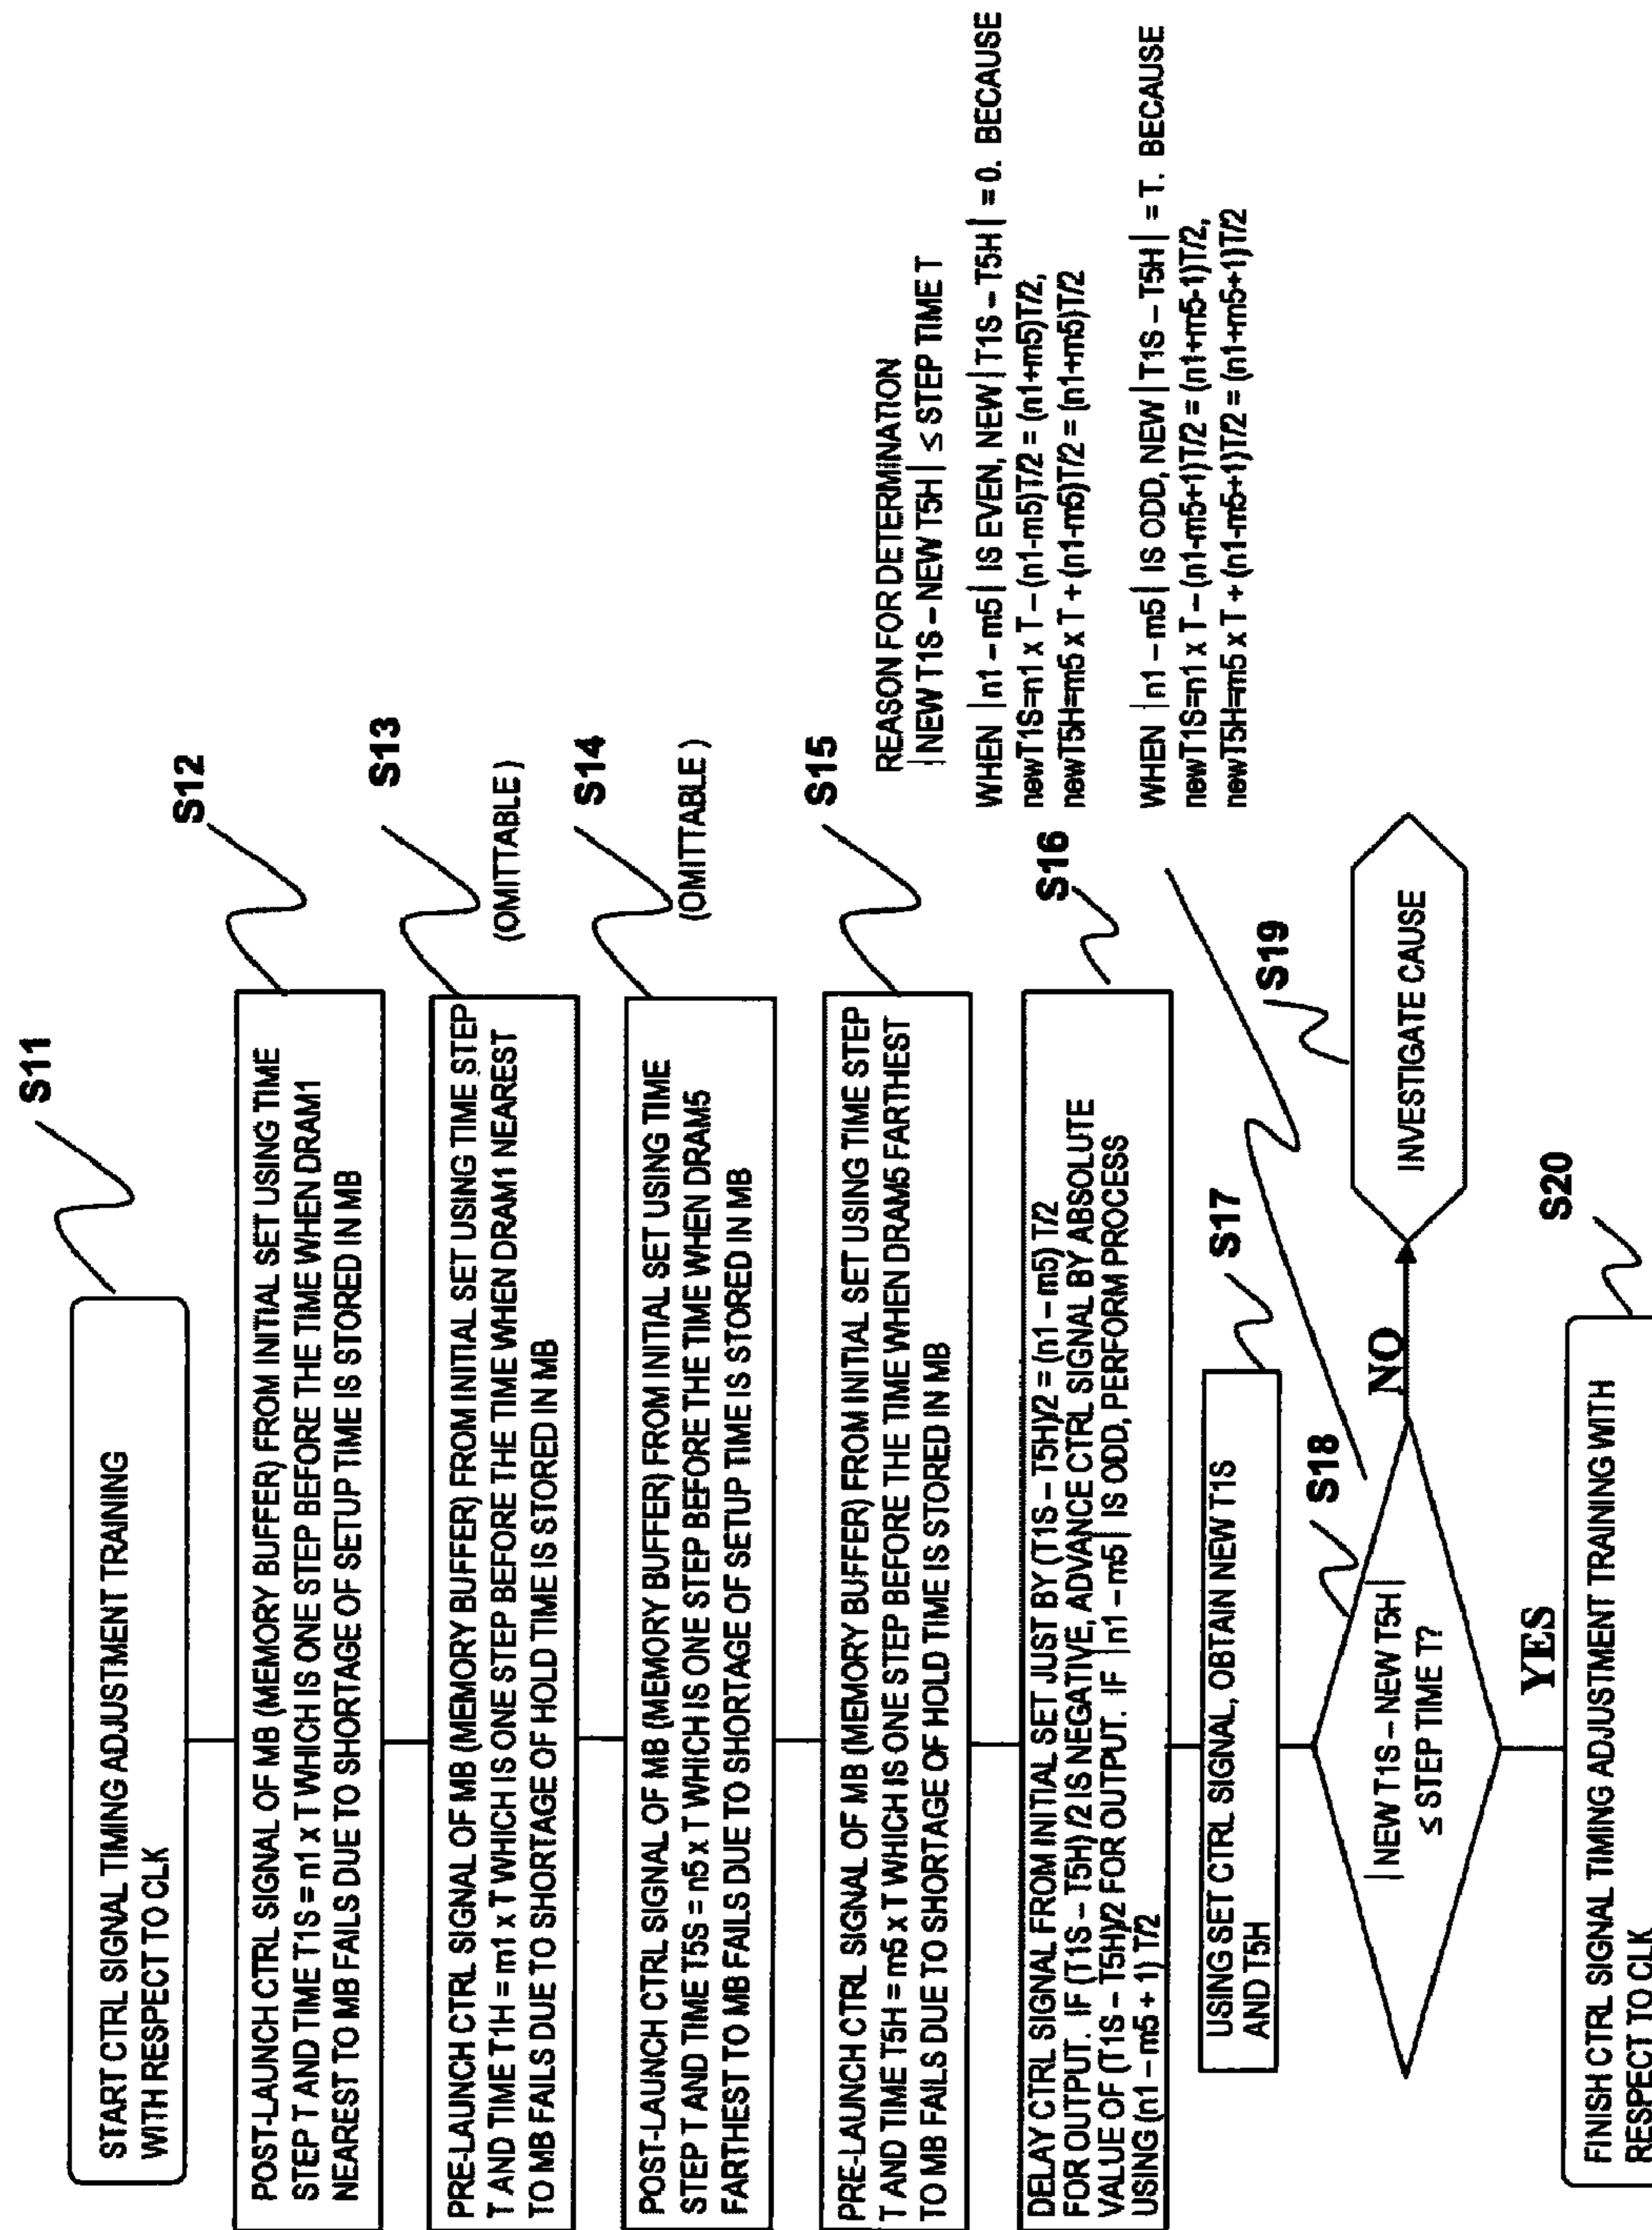 S11
START CTRL SIGNAL TIMING ADJUSTMENT TRAINING
WITH RESPECT TO CLK
S12
POST-LAUNCH CTRL SIGNAL OF MB (MEMORY BUFFER) FROM INITIAL SET USING TIME
STEP T AND TIME T1S = n1 x T WHICH IS ONE STEP BEFORE THE TIME WHEN DRAM1
NEAREST TO MB FAILS DUE TO SHORTAGE OF SETUP TIME IS STORED IN MB
S13
(OMITTABLE )
PRE-LAUNCH CTRL SIGNAL OF MB (MEMORY BUFFER) FROM INITIAL SET USING TIME STEP
T AND TIME T1H = m1 x T WHICH IS ONE STEP BEFORE THE TIME WHEN DRAM1 NEAREST
TO MB FAILS DUE TO SHORTAGE OF HOLD TIME IS STORED IN MB
S14
(OMITTABLE )
POST-LAUNCH CTRL SIGNAL OF MB (MEMORY BUFFER) FROM INITIAL SET USING TIME
STEP T AND TIME T5S = n5 x T WHICH IS ONE STEP BEFORE THE TIME WHEN DRAM5
FARTHEST TO MB FAILS DUE TO SHORTAGE OF SETUP TIME IS STORED IN MB
S15
PRE-LAUNCH CTRL SIGNAL OF MB (MEMORY BUFFER) FROM INITIAL SET USING TIME STEP
T AND TIME T5H = m5 x T WHICH IS ONE STEP BEFORE THE TIME WHEN DRAM5 FARTHEST
TO MB FAILS DUE TO SHORTAGE OF HOLD TIME IS STORED IN MB
S16
DELAY CTRL SIGNAL FROM INITIAL SET JUST BY (T1S – T5H)/2 = (n1 – m5) T/2
FOR OUTPUT. IF (T1S – T5H)/2 IS NEGATIVE, ADVANCE CTRL SIGNAL BY ABSOLUTE
VALUE OF (T1S – T5H)/2 FOR OUTPUT. IF |n1 – m5| IS ODD, PERFORM PROCESS
USING (n1 – m5 + 1) T/2
REASON FOR DETERMINATION
| NEW T1S – NEW T5H | ≤ STEP TIME T
WHEN |n1 – m5| IS EVEN, NEW |T1S – T5H| = 0. BECAUSE
newT1S=n1 x T – (n1-m5)T/2 = (n1+m5)T/2,
newT5H=m5 x T + (n1-m5)T/2 = (n1+m5)T/2
WHEN |n1 – m5| IS ODD, NEW |T1S – T5H| = T. BECAUSE
newT1S=n1 x T – (n1-m5+1)T/2 = (n1+m5-1)T/2,
newT5H=m5 x T + (n1-m5+1)T/2 = (n1+m5+1)T/2
S17
USING SET CTRL SIGNAL, OBTAIN NEW T1S
AND T5H
S18
| NEW T1S – NEW T5H |
≤ STEP TIME T?
NO
S19
INVESTIGATE CAUSE
YES
S20
FINISH CTRL SIGNAL TIMING ADJUSTMENT TRAINING WITH
RESPECT TO CLK